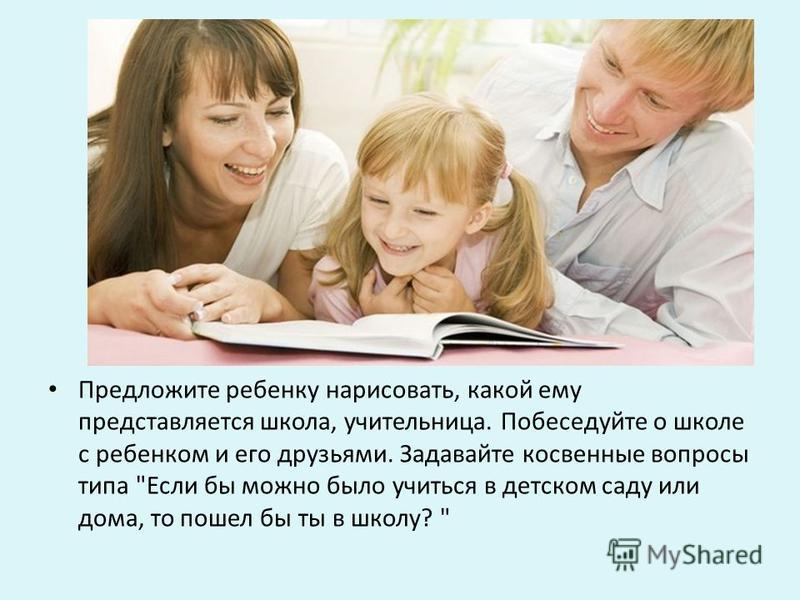 • Предложите ребенку нарисовать, какой ему
представляется школа, учительница. Побеседуйте о школе
с ребенком и его друзьями. Задавайте косвенные вопросы
типа "Если бы можно было учиться в детском саду или
дома, то пошел бы ты в школу? "
MyShared